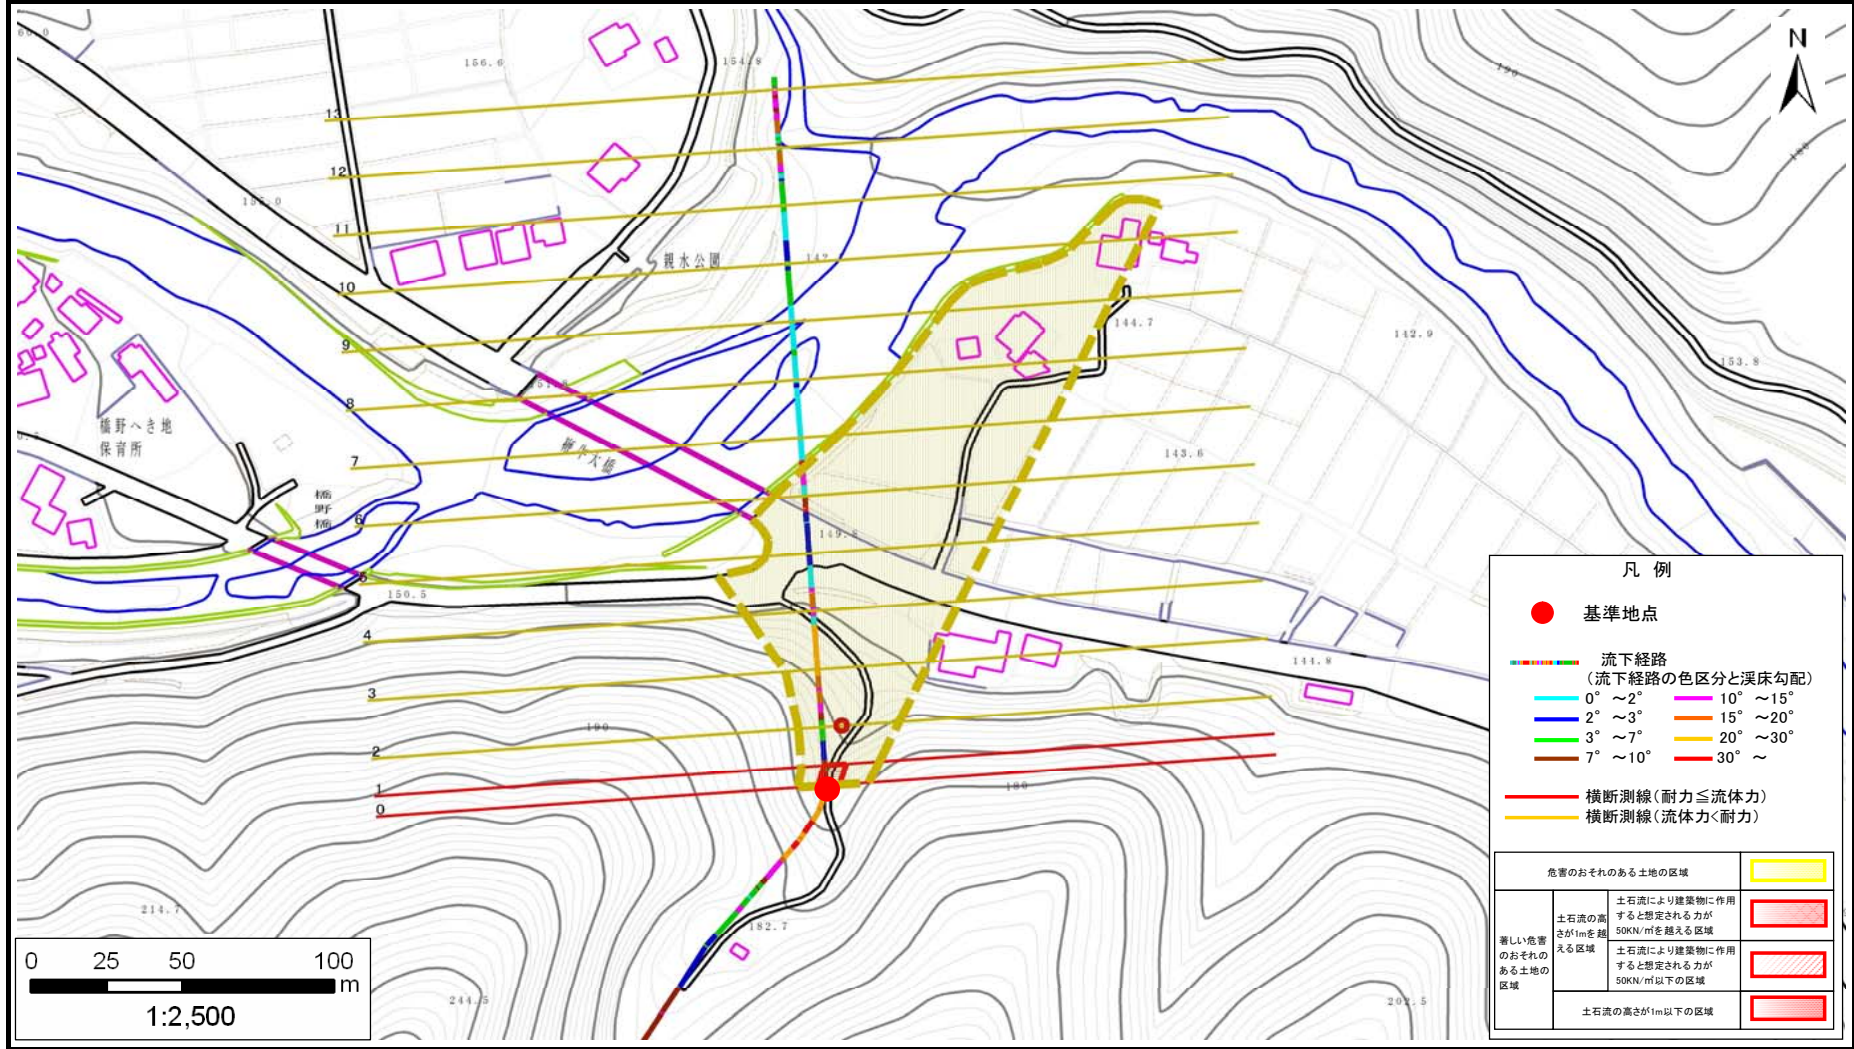 N
60.0
156.6
154.8
190
13
12
155.0
11
親水公園
142
10
144.7
142.9
9
153.8
8
橋野へき地
保育所
7
143.6
橋
野
橋
6
149.8
5
150.5
4
144.8
3
190
2
1
0
180
214.7
182.7
244.5
202.5
0 25 50 100
m
1:2,500
凡 例
基準地点
流下経路
(流下経路の色区分と渓床勾配)
0° ~2° 10° ~15°
2° ~3° 15° ~20°
3° ~7° 20° ~30°
7° ~10° 30° ~
横断測線(耐力≦流体力)
横断測線(流体力<耐力)
危害のおそれのある土地の区域
著しい危害
のおそれの
ある土地の
区域
土石流の高
さが1mを越
える区域
土石流により建築物に作用
すると想定される力が
50KN/㎡を越える区域
土石流により建築物に作用
すると想定される力が
50KN/㎡以下の区域
土石流の高さが1m以下の区域